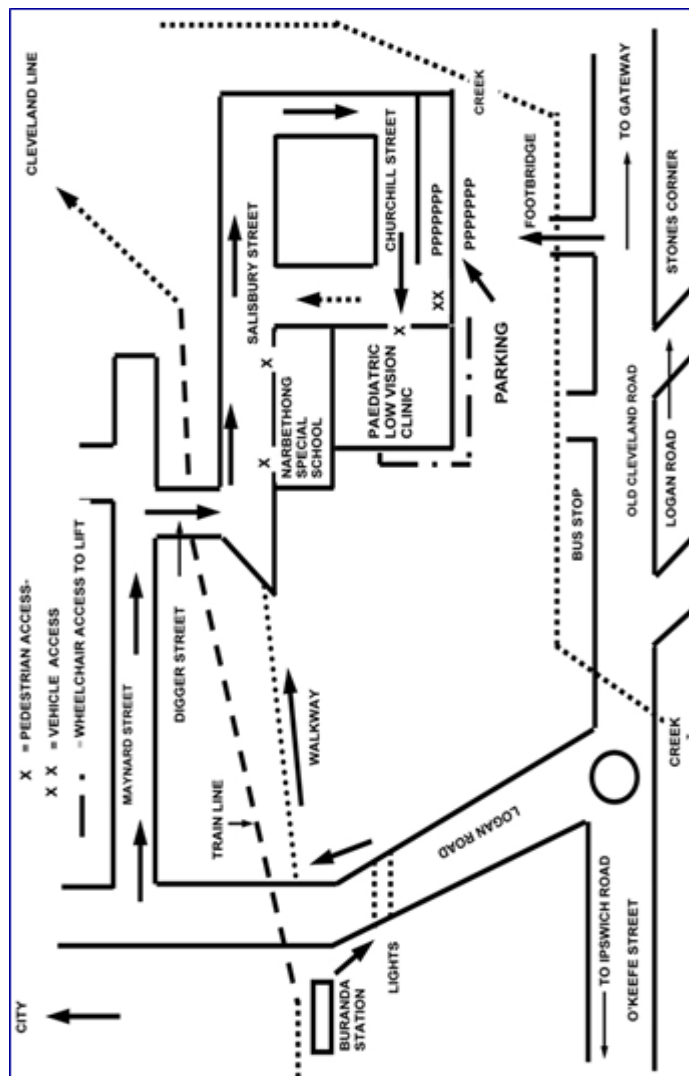 X = PEDESTRIAN ACCESS-
X X = VEHICLE ACCESS
- WHEELCHAIR ACCESS TO LIFT
CITY
CLEVELAND LINE
MAYNARD STREET
DIGGER STREET
TRAIN LINE
WALKWAY
BURANDA
STATION
LIGHTS
LOGAN ROAD
SALISBURY STREET
CHURCHILL STREET
CREEK
X
X
NARBETHONG
SPECIAL
SCHOOL
PAEDIATRIC
LOW VISION
CLINIC
X
XX
PPPPPPP
PPPPPPP
PARKING
FOOTBRIDGE
TO GATEWAY
STONES CORNER
BUS STOP
OLD CLEVELAND ROAD
LOGAN ROAD
CREEK
TO IPSWICH ROAD
O'KEEFE STREET